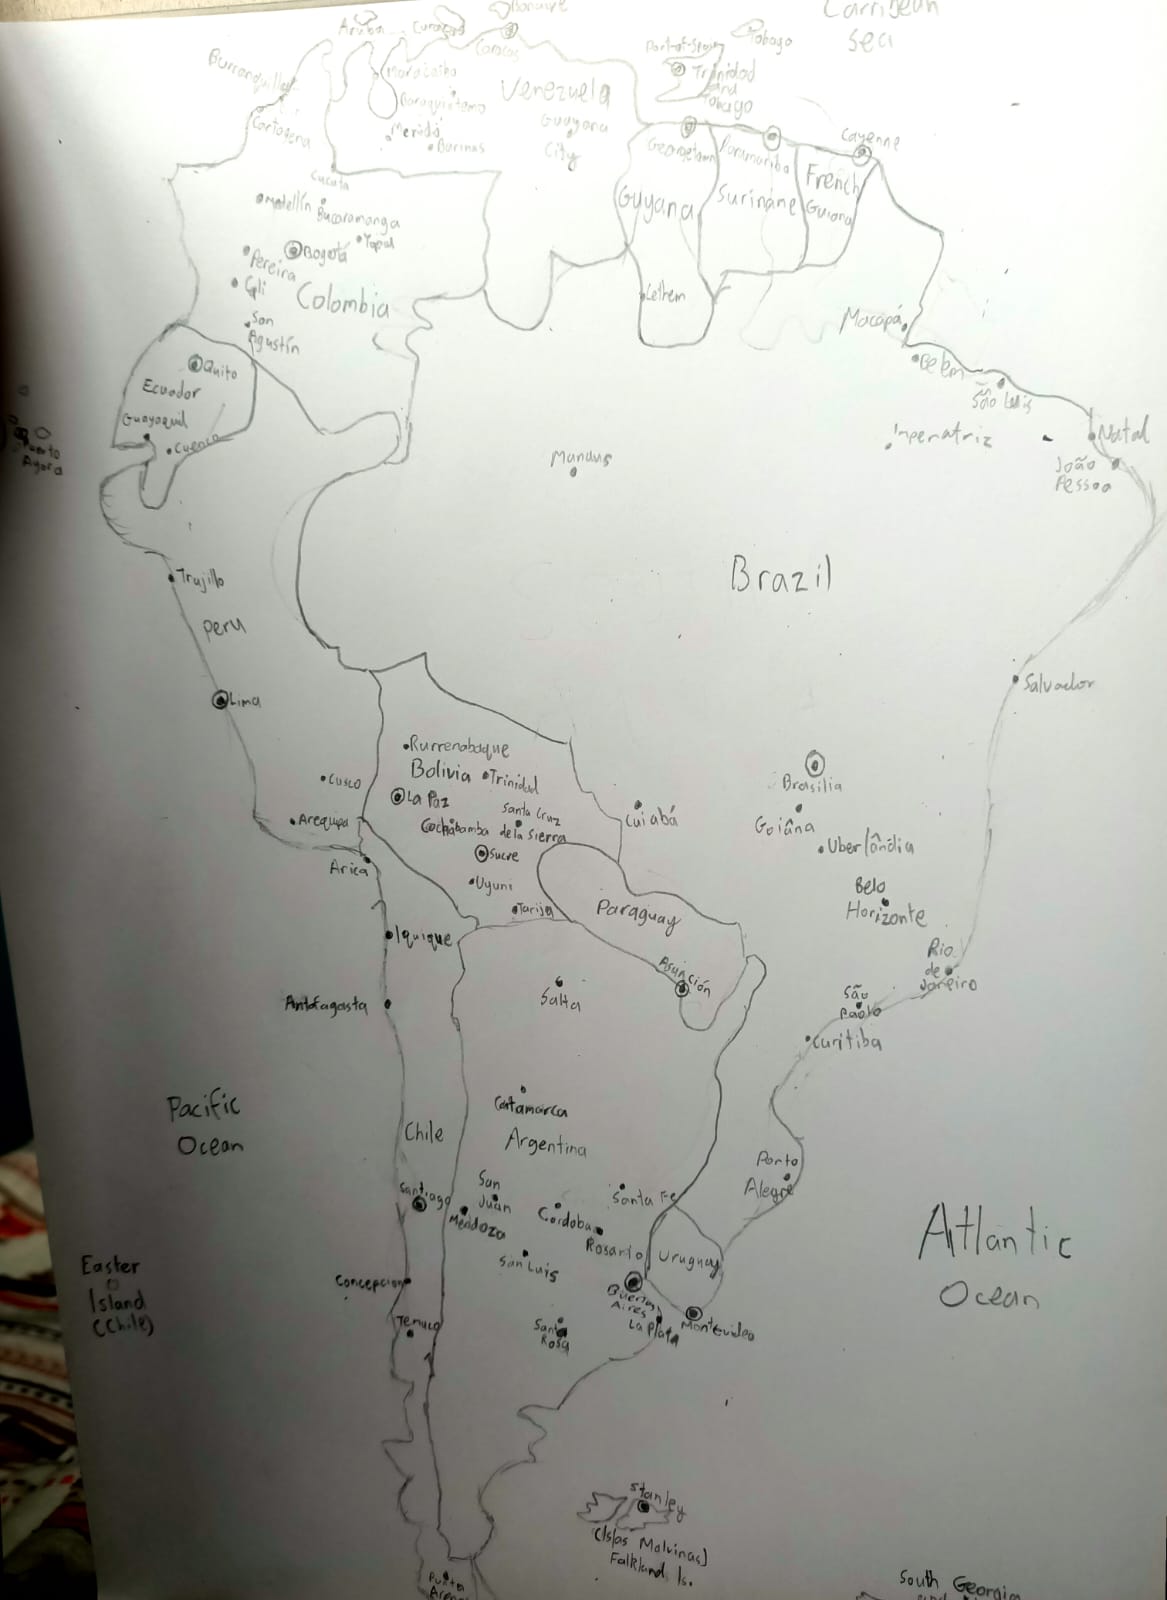 Carribean
Sea
Bonaire
Aruba
Curaçao
Caracas
Tobago
Port-of-Spain
Trinidad
and
Tobago
Barranquilla
Maracaibo
Venezuela
Cartagena
Guayana
City
Merida
Barinas
Georgetown
Paramaribo
Cayenne
Cucuta
Medellín
Bucaramanga
Yopal
Bogotá
Pereira
Cali
Colombia
San
Agustín
Guyana
Suriname
French
Guiana
Lethem
Macapá
Belem
São Luis
Imperatriz
Natal
João
Pessoa
Quito
Ecuador
Guayaquil
Cuenca
Puerto
Ayora
Manaus
Brazil
Trujillo
Peru
Lima
Salvador
Rurrenabaque
Bolivia
Trinidad
Cusco
La Paz
Santa Cruz
de la Sierra
Cochabamba
Arequipa
Sucre
Arica
Uyuni
Tarija
Brasilia
Cuiabá
Goiâna
Uberlândia
Belo
Horizonte
Paraguay
Iquique
Asunción
Rio
de
Janeiro
São
Paolo
Curitiba
Antofagasta
Salta
Pacific
Ocean
Catamarca
Chile
Argentina
Porto
Alegre
Santiago
San
Juan
Mendoza
Santa Fe
Cordoba
Rosario
Uruguay
San Luis
Atlantic
Ocean
Easter
Island
(Chile)
Concepcion
Buenos
Aires
La Plata
Montevideo
Temuco
Santa
Rosa
Stanley
(Islas Molvinas)
Falkland Is.
Punta
South Georgia